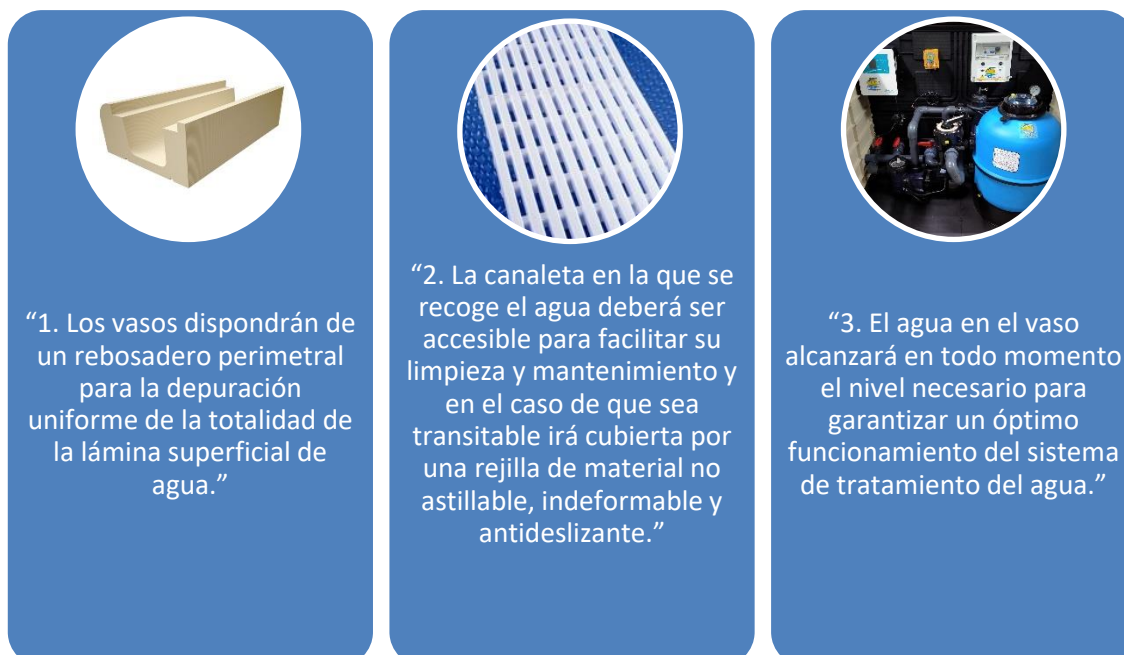 “1. Los vasos dispondrán de
un rebosadero perimetral
para la depuración
uniforme de la totalidad de
la lámina superficial de
agua.”
“2. La canaleta en la que se
recoge el agua deberá ser
accesible para facilitar su
limpieza y mantenimiento y
en el caso de que sea
transitable irá cubierta por
una rejilla de material no
astillable, indeformable y
antideslizante.”
“3. El agua en el vaso
alcanzará en todo momento
el nivel necesario para
garantizar un óptimo
funcionamiento del sistema
de tratamiento del agua.”